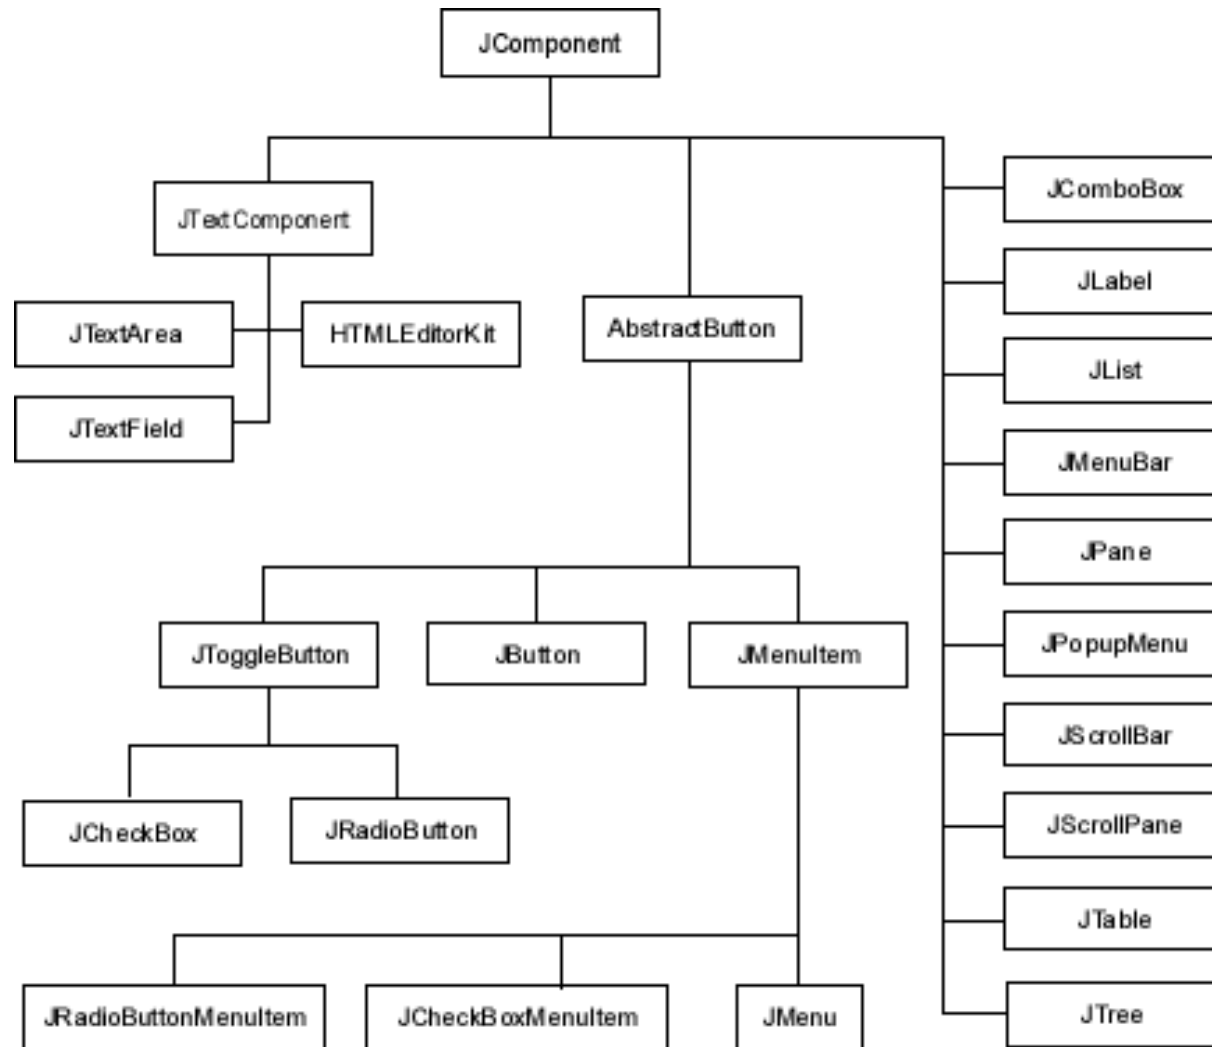 JComponent
JTextComponent
JTextArea
HTMLEditorKit
JTextField
AbstractButton
JToggleButton
JButton
JMenuItem
JCheckBox
JRadioButton
JRadioButtonMenuItem
JCheckBoxMenuItem
JMenu
JComboBox
JLabel
JList
JMenuBar
JPane
JPopupMenu
JScrollBar
JScrollPane
JTable
JTree